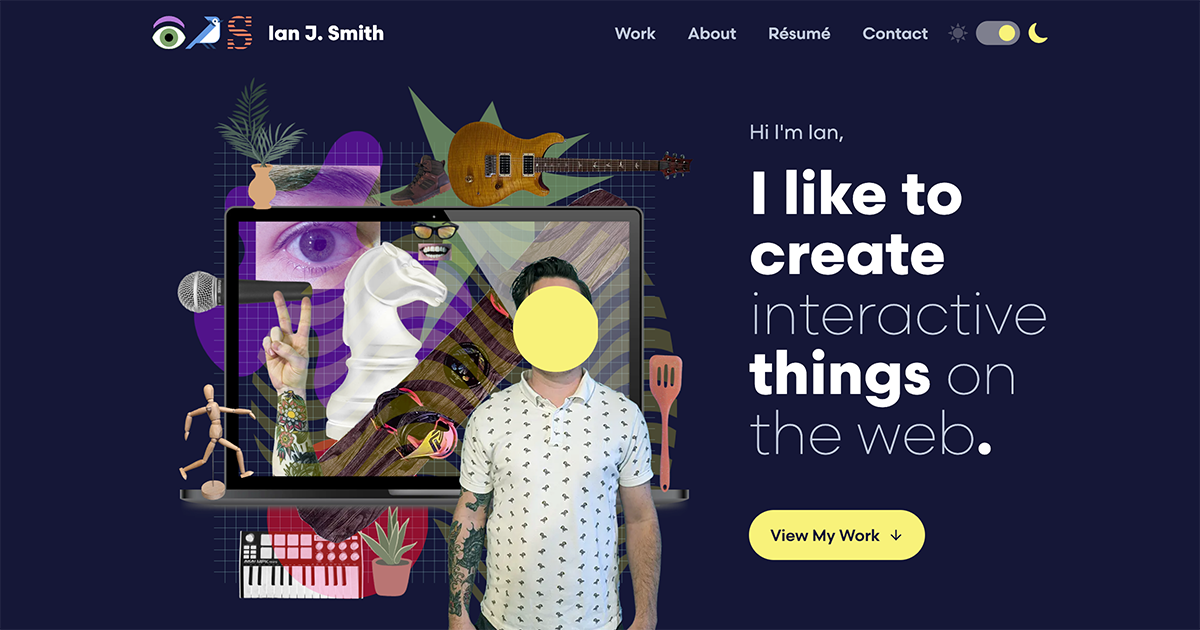 Ian J. Smith
Work About Résumé Contact
Hi I'm Ian,
I like to
create
interactive
things on
the web.
View My Work ↓